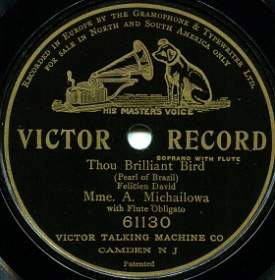 RECORDED IN EUROPE BY THE GRAMOPHONE & TYPEWRITER LTD.
FOR SALE IN NORTH AND SOUTH AMERICA ONLY
HIS MASTER'S VOICE
VICTOR RECORD
SOPRANO WITH FLUTE
Thou Brilliant Bird
(Pearl of Brazil)
Felicien David
Mme. A. Michailowa
with Flute Obligato
61130
VICTOR TALKING MACHINE CO
CAMDEN N J
Patented